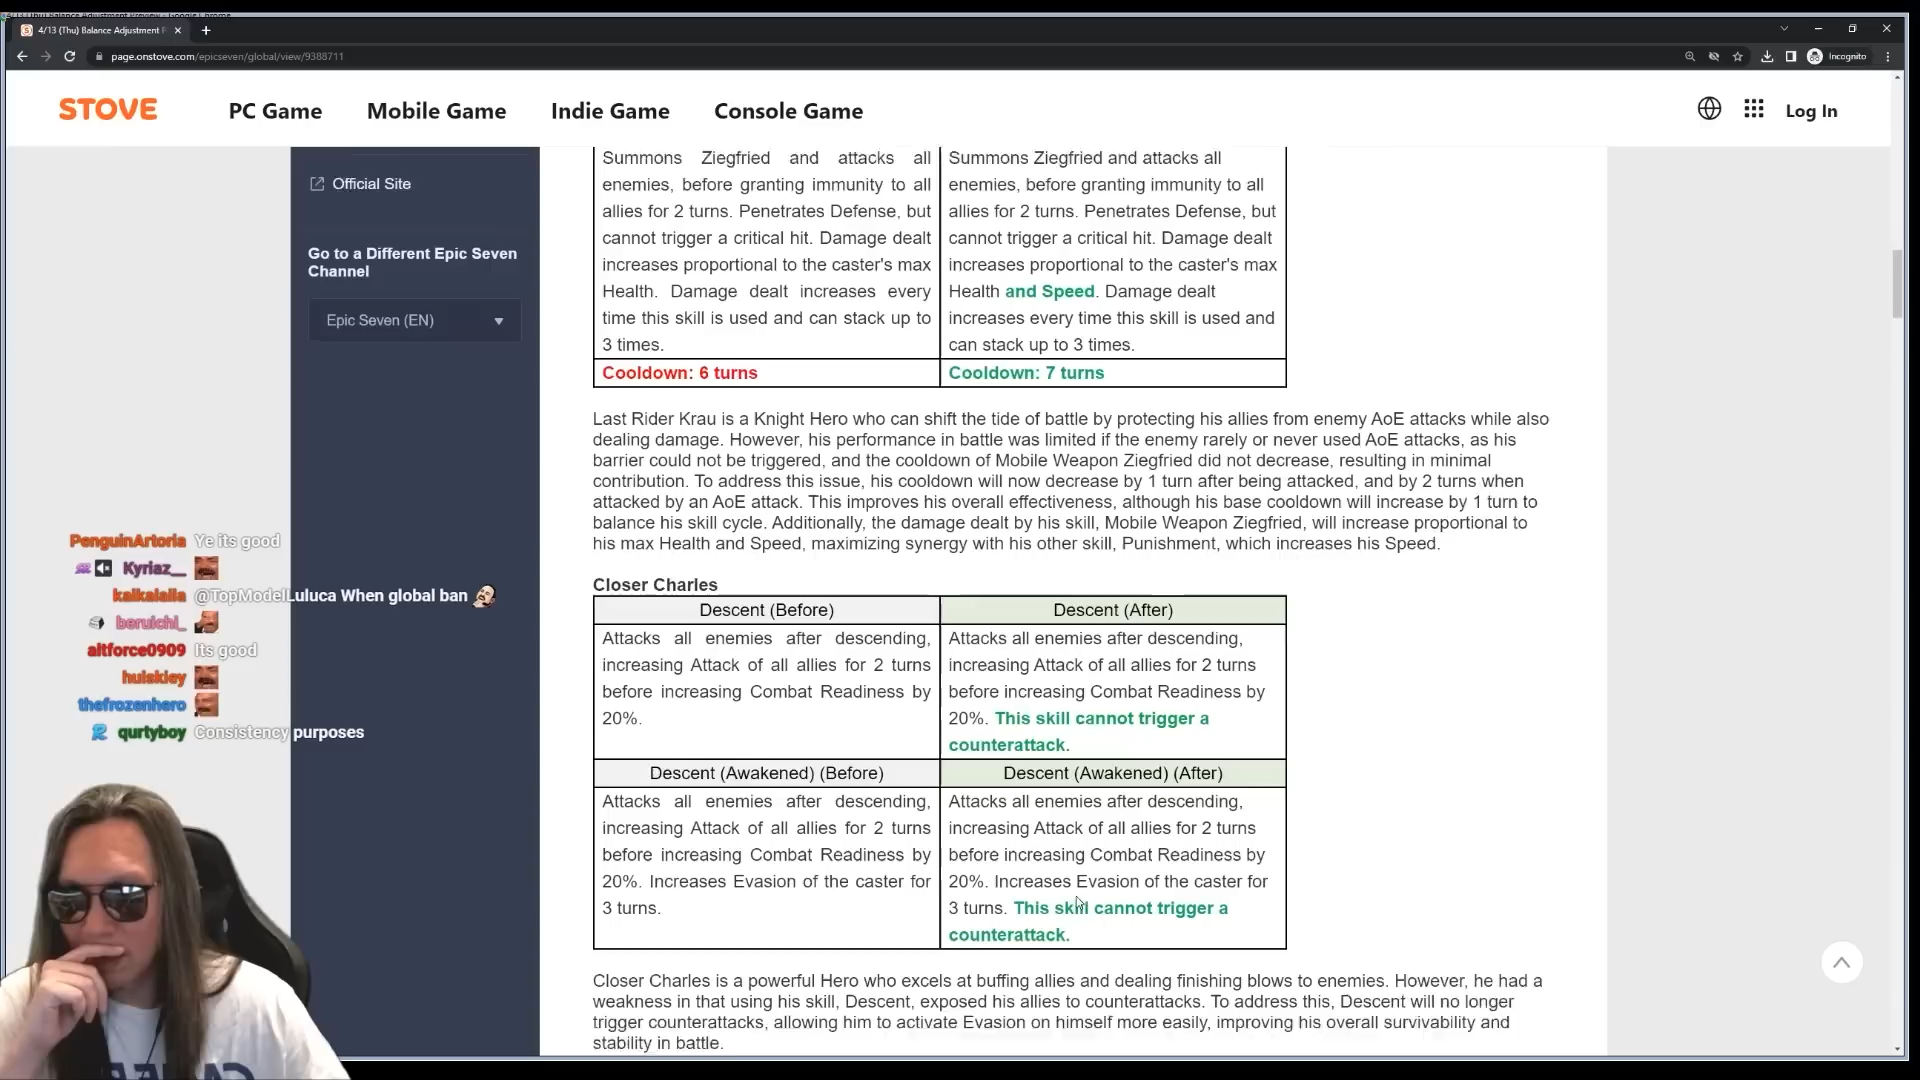 4/13 (Thu) Balance Adjustment Preview - Google Chrome
4/13 (Thu) Balance Adjustment P
page.onstove.com/epicseven/global/view/9388711
Incognito
STOVE
PC Game
Mobile Game
Indie Game
Console Game
Log In
Official Site
Go to a Different Epic Seven
Channel
Epic Seven (EN)
Summons Ziegfried and attacks all
enemies, before granting immunity to all
allies for 2 turns. Penetrates Defense, but
cannot trigger a critical hit. Damage dealt
increases proportional to the caster's max
Health. Damage dealt increases every
time this skill is used and can stack up to
3 times.
Cooldown: 6 turns
Summons Ziegfried and attacks all
enemies, before granting immunity to all
allies for 2 turns. Penetrates Defense, but
cannot trigger a critical hit. Damage dealt
increases proportional to the caster's max
Health and Speed. Damage dealt
increases every time this skill is used and
can stack up to 3 times.
Cooldown: 7 turns
Last Rider Krau is a Knight Hero who can shift the tide of battle by protecting his allies from enemy AoE attacks while also
dealing damage. However, his performance in battle was limited if the enemy rarely or never used AoE attacks, as his
barrier could not be triggered, and the cooldown of Mobile Weapon Ziegfried did not decrease, resulting in minimal
contribution. To address this issue, his cooldown will now decrease by 1 turn after being attacked, and by 2 turns when
attacked by an AoE attack. This improves his overall effectiveness, although his base cooldown will increase by 1 turn to
balance his skill cycle. Additionally, the damage dealt by his skill, Mobile Weapon Ziegfried, will increase proportional to
his max Health and Speed, maximizing synergy with his other skill, Punishment, which increases his Speed.
Closer Charles
Descent (Before)
Descent (After)
Attacks all enemies after descending,
increasing Attack of all allies for 2 turns
before increasing Combat Readiness by
20%.
Attacks all enemies after descending,
increasing Attack of all allies for 2 turns
before increasing Combat Readiness by
20%. This skill cannot trigger a
counterattack.
Descent (Awakened) (Before)
Descent (Awakened) (After)
Attacks all enemies after descending,
increasing Attack of all allies for 2 turns
before increasing Combat Readiness by
20%. Increases Evasion of the caster for
3 turns.
Attacks all enemies after descending,
increasing Attack of all allies for 2 turns
before increasing Combat Readiness by
20%. Increases Evasion of the caster for
3 turns. This skill cannot trigger a
counterattack.
Closer Charles is a powerful Hero who excels at buffing allies and dealing finishing blows to enemies. However, he had a
weakness in that using his skill, Descent, exposed his allies to counterattacks. To address this, Descent will no longer
trigger counterattacks, allowing him to activate Evasion on himself more easily, improving his overall survivability and
stability in battle.
PenguinArtoria Ye its good
Kyriaz__
kaikalaila @TopModelLuluca When global ban
beruichi_
altforce0909 Its good
huiskley
thefrozenhero
qurtyboy Consistency purposes